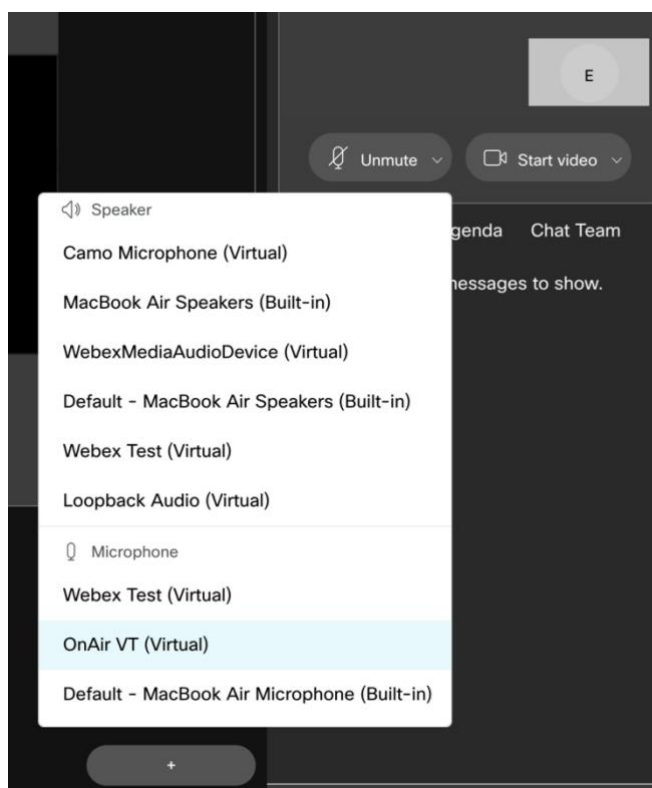 E
Unmute
Start video
Speaker
genda Chat Team
Camo Microphone (Virtual)
essages to show.
MacBook Air Speakers (Built-in)
WebexMediaAudioDevice (Virtual)
Default - MacBook Air Speakers (Built-in)
Webex Test (Virtual)
Loopback Audio (Virtual)
Microphone
Webex Test (Virtual)
OnAir VT (Virtual)
Default - MacBook Air Microphone (Built-in)
+